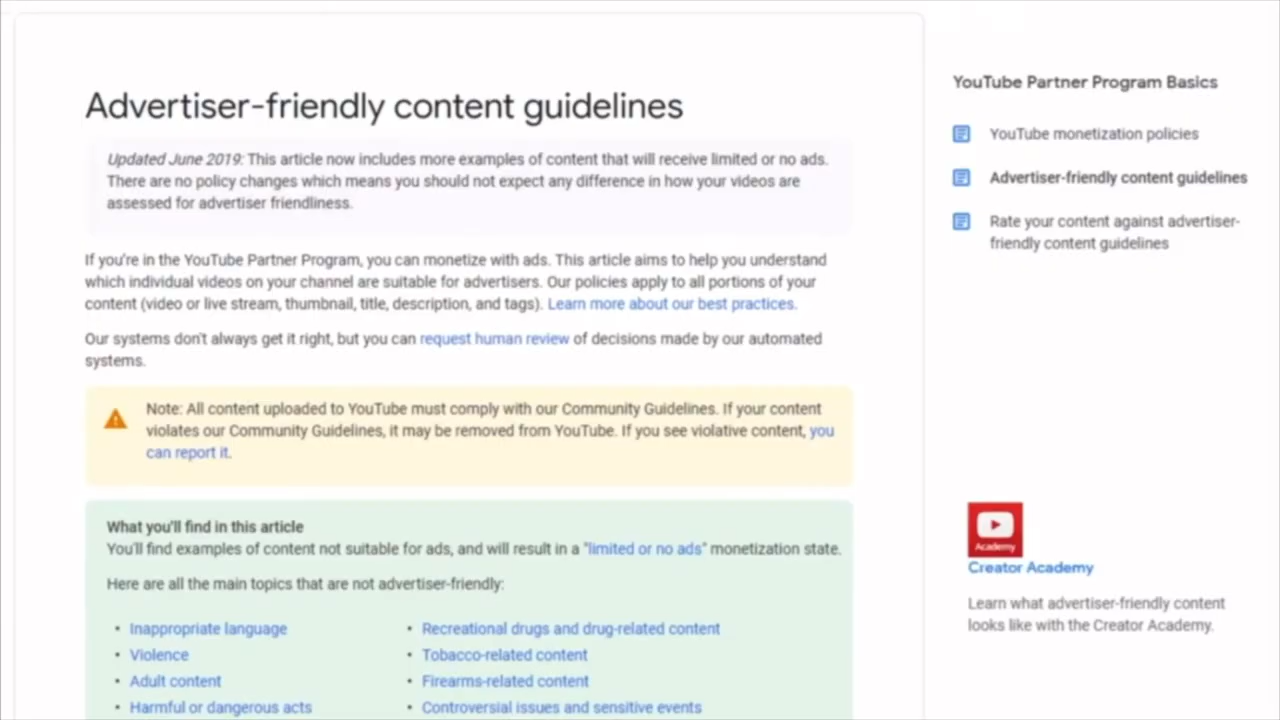 Advertiser-friendly content guidelines
Updated June 2019: This article now includes more examples of content that will receive limited or no ads.
There are no policy changes which means you should not expect any difference in how your videos are
assessed for advertiser friendliness.
If you're in the YouTube Partner Program, you can monetize with ads. This article aims to help you understand
which individual videos on your channel are suitable for advertisers. Our policies apply to all portions of your
content (video or live stream, thumbnail, title, description, and tags). Learn more about our best practices.
Our systems don't always get it right, but you can request human review of decisions made by our automated
systems.
Note: All content uploaded to YouTube must comply with our Community Guidelines. If your content
violates our Community Guidelines, it may be removed from YouTube. If you see violative content, you
can report it.
What you'll find in this article
You'll find examples of content not suitable for ads, and will result in a "limited or no ads" monetization state.
Here are all the main topics that are not advertiser-friendly:
• Inappropriate language
• Violence
• Adult content
• Harmful or dangerous acts
• Recreational drugs and drug-related content
• Tobacco-related content
• Firearms-related content
• Controversial issues and sensitive events
YouTube Partner Program Basics
YouTube monetization policies
Advertiser-friendly content guidelines
Rate your content against advertiser-
friendly content guidelines
Academy
Creator Academy
Learn what advertiser-friendly content
looks like with the Creator Academy.